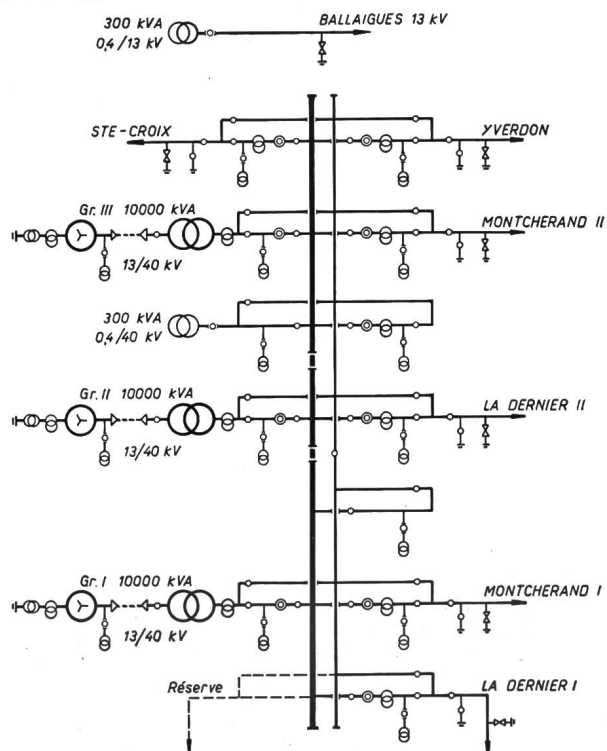 300 kVA
0,4/13 kV
BALLAIGUES 13 kV
STE-CROIX
YVERDON
Gr. III 10000 kVA
MONTCHERAND II
13/40 kV
300 kVA
0,4/40 kV
Gr. II 10000 kVA
LA DERNIER II
13/40 kV
Gr. I 10000 kVA
MONTCHERAND I
13/40 kV
Réserve
LA DERNIER I